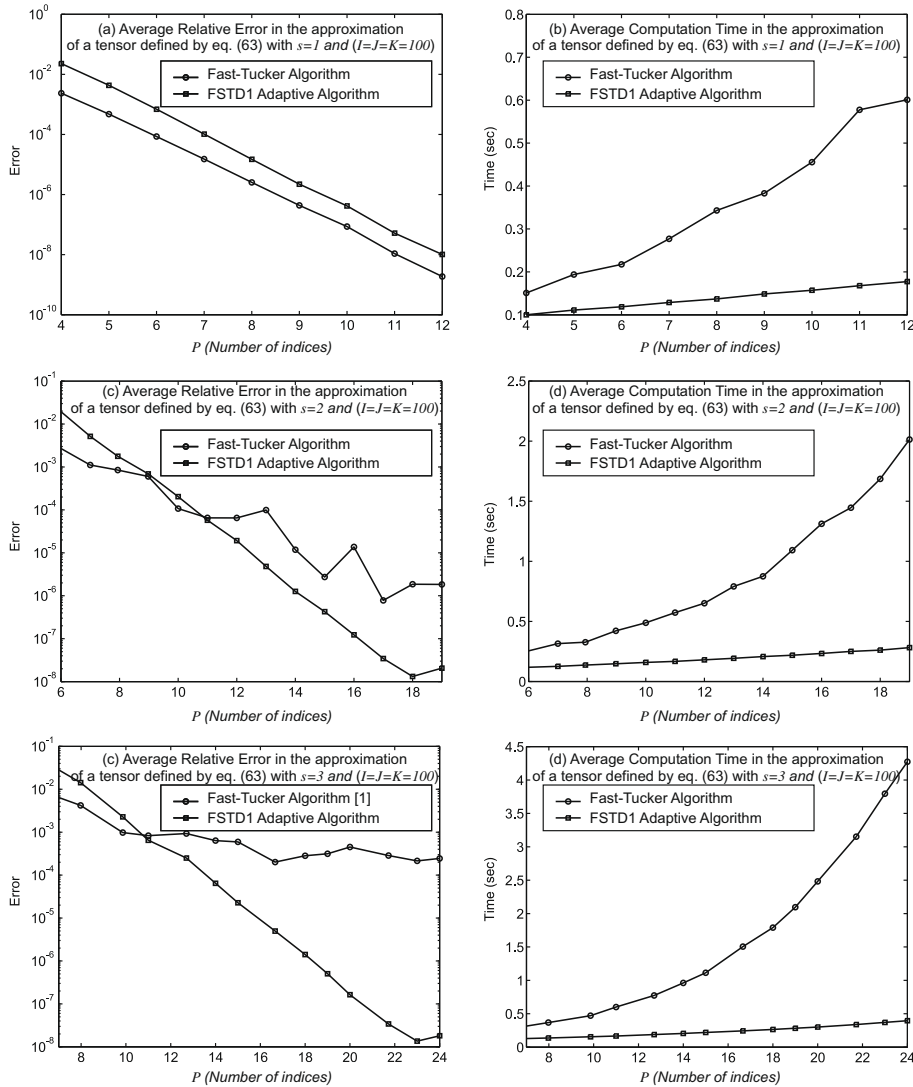 (a) Average Relative Error in the approximation
of a tensor defined by eq. (63) with s=1 and (I=J=K=100)
Fast-Tucker Algorithm
FSTD1 Adaptive Algorithm
Error
10^0
10^-2
10^-4
10^-6
10^-8
10^-10
4 5 6 7 8 9 10 11 12
P (Number of indices)
(b) Average Computation Time in the approximation
of a tensor defined by eq. (63) with s=1 and (I=J=K=100)
Fast-Tucker Algorithm
FSTD1 Adaptive Algorithm
Time (sec)
0.8
0.7
0.6
0.5
0.4
0.3
0.2
0.1
4 5 6 7 8 9 10 11 12
P (Number of indices)
(c) Average Relative Error in the approximation
of a tensor defined by eq. (63) with s=2 and (I=J=K=100)
Fast-Tucker Algorithm
FSTD1 Adaptive Algorithm
Error
10^-1
10^-2
10^-3
10^-4
10^-5
10^-6
10^-7
10^-8
6 8 10 12 14 16 18
P (Number of indices)
(d) Average Computation Time in the approximation
of a tensor defined by eq. (63) with s=2 and (I=J=K=100)
Fast-Tucker Algorithm
FSTD1 Adaptive Algorithm
Time (sec)
2.5
2
1.5
1
0.5
0
6 8 10 12 14 16 18
P (Number of indices)
(c) Average Relative Error in the approximation
of a tensor defined by eq. (63) with s=3 and (I=J=K=100)
Fast-Tucker Algorithm [1]
FSTD1 Adaptive Algorithm
Error
10^-1
10^-2
10^-3
10^-4
10^-5
10^-6
10^-7
10^-8
8 10 12 14 16 18 20 22 24
P (Number of indices)
(d) Average Computation Time in the approximation
of a tensor defined by eq. (63) with s=3 and (I=J=K=100)
Fast-Tucker Algorithm
FSTD1 Adaptive Algorithm
Time (sec)
4.5
4
3.5
3
2.5
2
1.5
1
0.5
0
8 10 12 14 16 18 20 22 24
P (Number of indices)